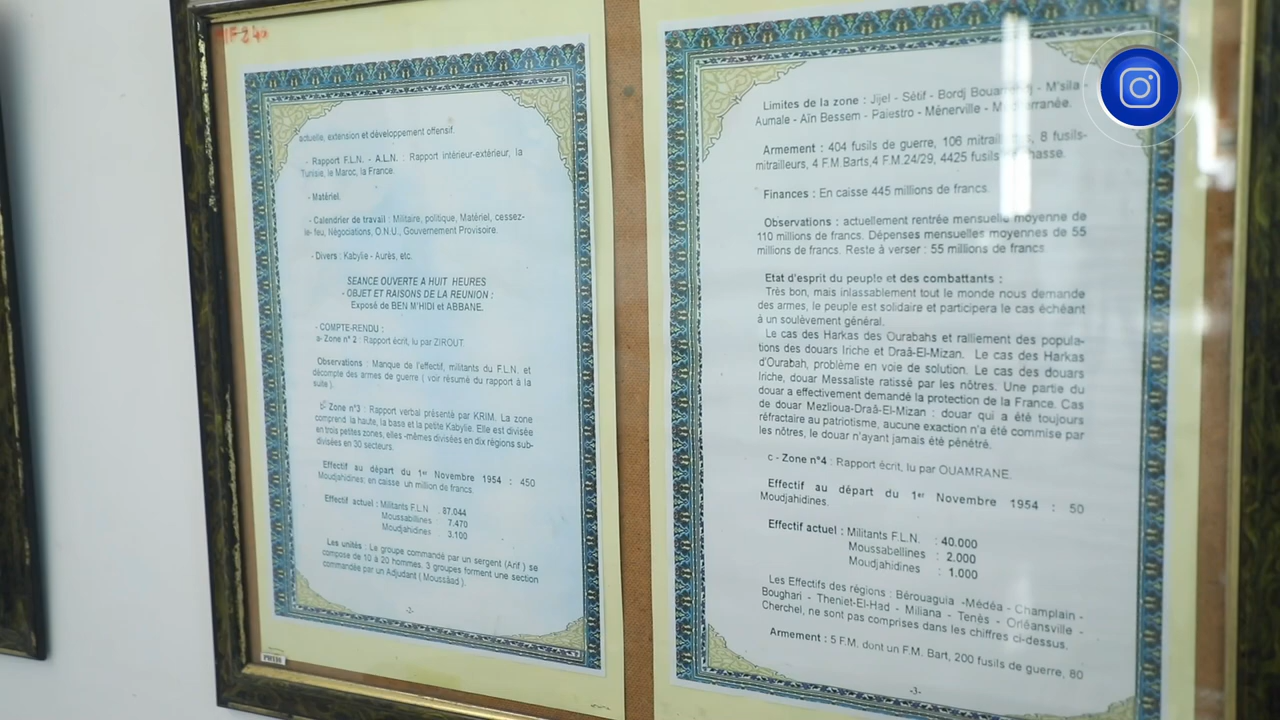 actuelle, extension et développement offensif.
- Rapport F.L.N. - A.L.N. : Rapport intérieur-extérieur, la
Tunisie, le Maroc, la France.
- Matériel.
- Calendrier de travail : Militaire, politique, Matériel, cessez-
le- feu, Négociations, O.N.U., Gouvernement Provisoire.
- Divers : Kabylie - Aurès, etc.
SEANCE OUVERTE A HUIT HEURES
- OBJET ET RAISONS DE LA REUNION :
Exposé de BEN M'HIDI et ABBANE.
- COMPTE-RENDU :
a- Zone n° 2 : Rapport écrit, lu par ZIROUT
Observations : Manque de l'effectif, militants du F.L.N. et
décompte des armes de guerre ( voir résumé du rapport à la
suite ).
b- Zone n°3 : Rapport verbal présenté par KRIM. La zone
comprend la haute, la base et la petite Kabylie. Elle est divisée
en trois petites zones, elles -mêmes divisées en dix régions sub-
divisées en 30 secteurs.
Effectif au départ du 1er Novembre 1954 : 450
Moudjahidines; en caisse un million de francs.
Effectif actuel : Militants F.L.N. 87.044
Moussabilines 7.470
Moudjahidines 3.100
Les unités : Le groupe commandé par un sergent (Arif ) se
compose de 10 à 20 hommes. 3 groupes forment une section
commandée par un Adjudant ( Moussâad ).
-2-
Limites de la zone : Jijel - Sétif - Bordj - M'sila -
Aumale - Aïn Bessem - Palestro - Ménerville -
Armement : 404 fusils de guerre, 106 8 fusils-
mitrailleurs, 4 F.M Barts,4 F.M.24/29, 4425 fusils
Finances : En caisse 445 millions de francs.
Observations : actuellement rentrée mensuelle moyenne de
110 millions de francs. Dépenses mensuelles moyennes de 55
millions de francs. Reste à verser : 55 millions de francs
Etat d'esprit du peuple et des combattants :
Très bon, mais inlassablement tout le monde nous demande
des armes, le peuple est solidaire et participera le cas échéant
à un soulèvement général.
Le cas des Harkas des Ourabahs et ralliement des popula-
tions des douars Iriche et Draâ-El-Mizan. Le cas des Harkas
d'Ourabah, problème en voie de solution. Le cas des douars
Iriche, douar Messaliste ratissé par les nôtres. Une partie du
douar a effectivement demandé la protection de la France. Cas
de douar Mezlioua-Draâ-El-Mizan : douar qui a été toujours
réfractaire au patriotisme, aucune exaction n'a été commise par
les nôtres, le douar n'ayant jamais été pénétré.
c - Zone n°4 : Rapport écrit, lu par OUAMRANE.
Effectif au départ du 1er Novembre 1954 : 50
Moudjahidines.
Effectif actuel : Militants F.L.N. : 40.000
Moussabellines : 2.000
Moudjahidines : 1.000
Les Effectifs des régions : Bérouaguia -Médéa - Champlain -
Boughari - Theniet-El-Had - Miliana - Tenès - Orléansville -
Cherchel, ne sont pas comprises dans les chiffres ci-dessus.
Armement : 5 F.M. dont un F.M. Bart, 200 fusils de guerre, 80
-3-